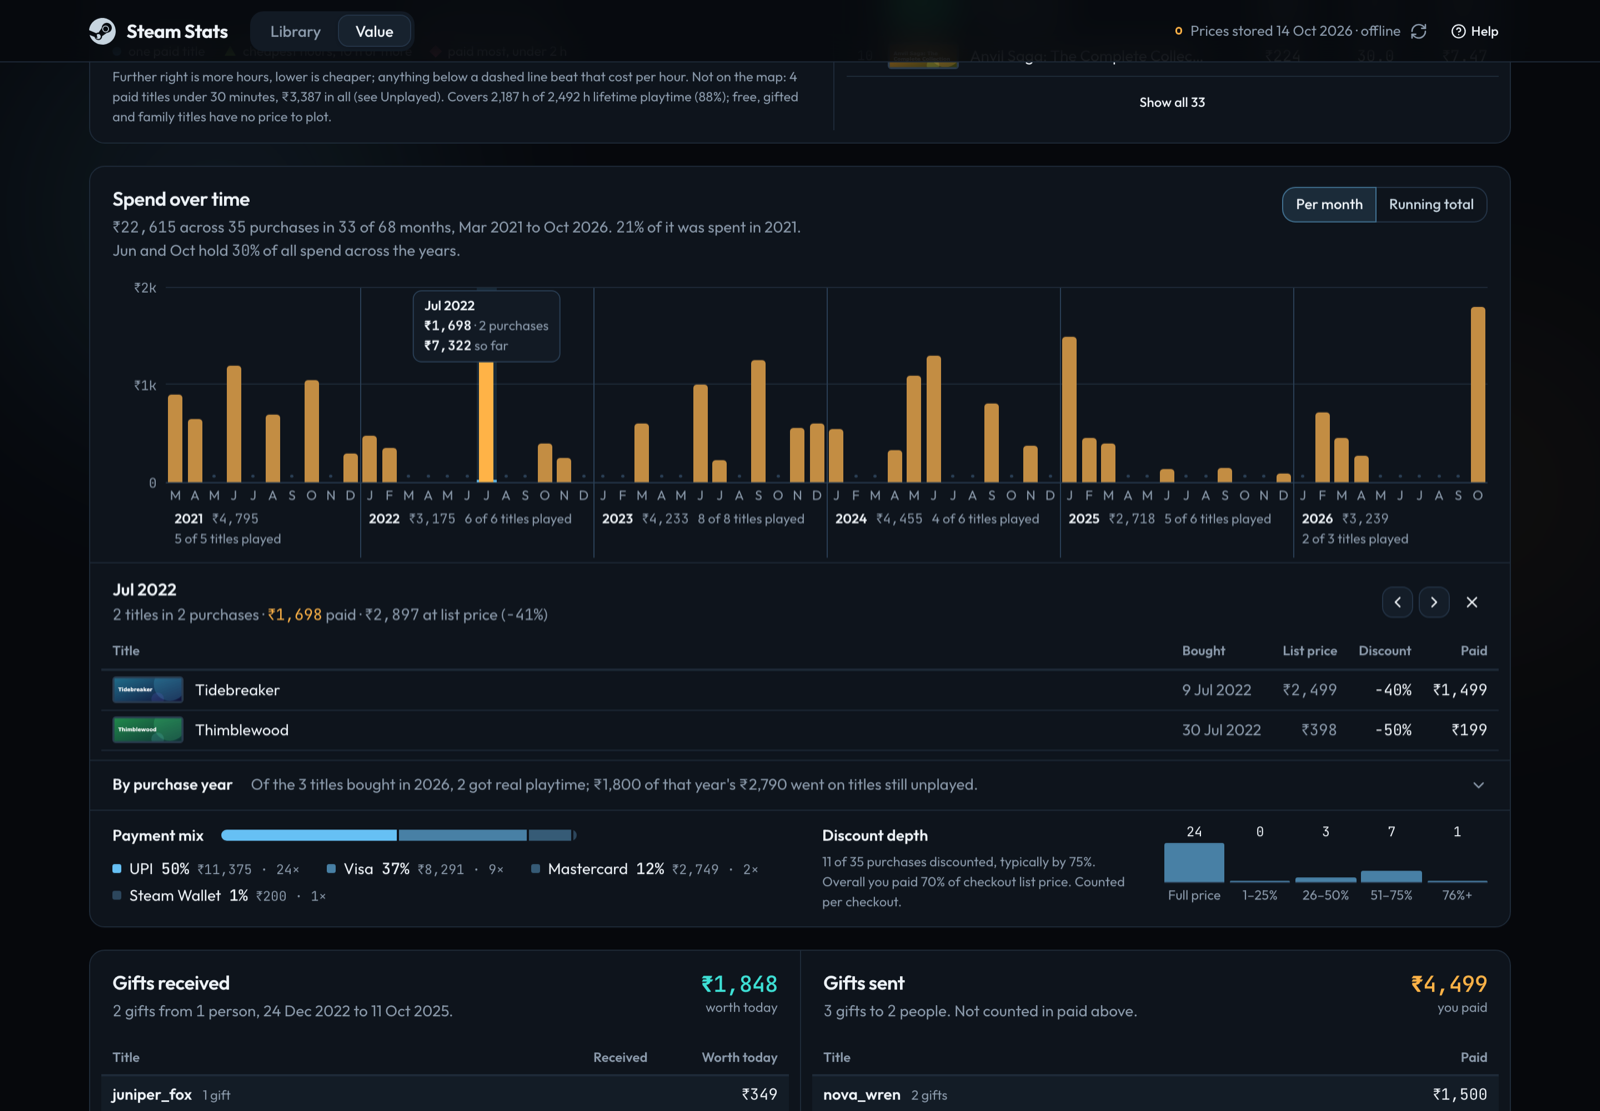 Steam Stats
Library
Value
Prices stored 14 Oct 2026 · offline
Help
Anvil Saga: The Complete Collec...
₹224
30.0
₹7.47
Further right is more hours, lower is cheaper; anything below a dashed line beat that cost per hour. Not on the map: 4
paid titles under 30 minutes, ₹3,387 in all (see Unplayed). Covers 2,187 h of 2,492 h lifetime playtime (88%); free, gifted
and family titles have no price to plot.
Show all 33
Spend over time
₹22,615 across 35 purchases in 33 of 68 months, Mar 2021 to Oct 2026. 21% of it was spent in 2021.
Jun and Oct hold 30% of all spend across the years.
Per month
Running total
₹2k
₹1k
0
Jul 2022
₹1,698 · 2 purchases
₹7,322 so far
M A M J J A S O N D J F M A M J J A S O N D J F M A M J J A S O N D J F M A M J J A S O N D J F M A M J J A S O N D J F M A M J J A S O
2021 ₹4,795
5 of 5 titles played
2022 ₹3,175 6 of 6 titles played
2023 ₹4,233 8 of 8 titles played
2024 ₹4,455 4 of 6 titles played
2025 ₹2,718 5 of 6 titles played
2026 ₹3,239
2 of 3 titles played
Jul 2022
2 titles in 2 purchases · ₹1,698 paid · ₹2,897 at list price (-41%)
Title Bought List price Discount Paid
Tidebreaker Tidebreaker 9 Jul 2022 ₹2,499 -40% ₹1,499
Thimblewood Thimblewood 30 Jul 2022 ₹398 -50% ₹199
By purchase year Of the 3 titles bought in 2026, 2 got real playtime; ₹1,800 of that year's ₹2,790 went on titles still unplayed.
Payment mix
UPI 50% ₹11,375 · 24×
Visa 37% ₹8,291 · 9×
Mastercard 12% ₹2,749 · 2×
Steam Wallet 1% ₹200 · 1×
Discount depth
11 of 35 purchases discounted, typically by 75%.
Overall you paid 70% of checkout list price. Counted
per checkout.
24 0 3 7 1
Full price 1–25% 26–50% 51–75% 76%+
Gifts received
₹1,848
2 gifts from 1 person, 24 Dec 2022 to 11 Oct 2025.
worth today
Title Received Worth today
juniper_fox 1 gift ₹349
Gifts sent
₹4,499
3 gifts to 2 people. Not counted in paid above.
you paid
Title Paid
nova_wren 2 gifts ₹1,500